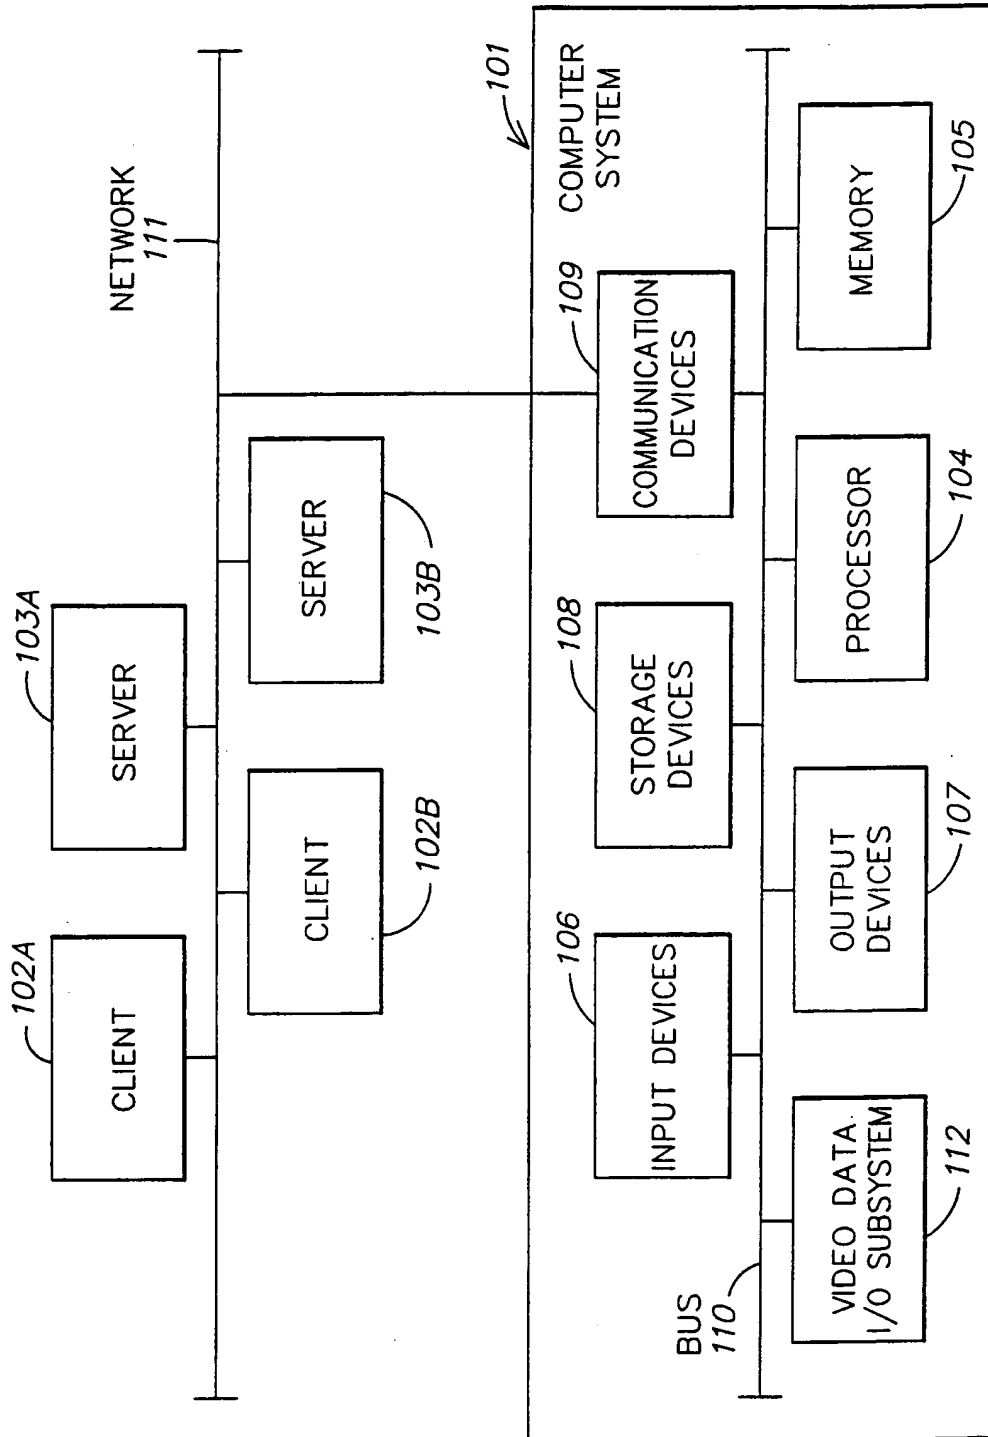 102A
CLIENT
103A
SERVER
NETWORK
111
CLIENT
102B
SERVER
103B
101
COMPUTER
SYSTEM
106
INPUT DEVICES
108
STORAGE
DEVICES
109
COMMUNICATION
DEVICES
BUS
110
VIDEO DATA
I/O SUBSYSTEM
112
OUTPUT
DEVICES
107
PROCESSOR
104
MEMORY
105